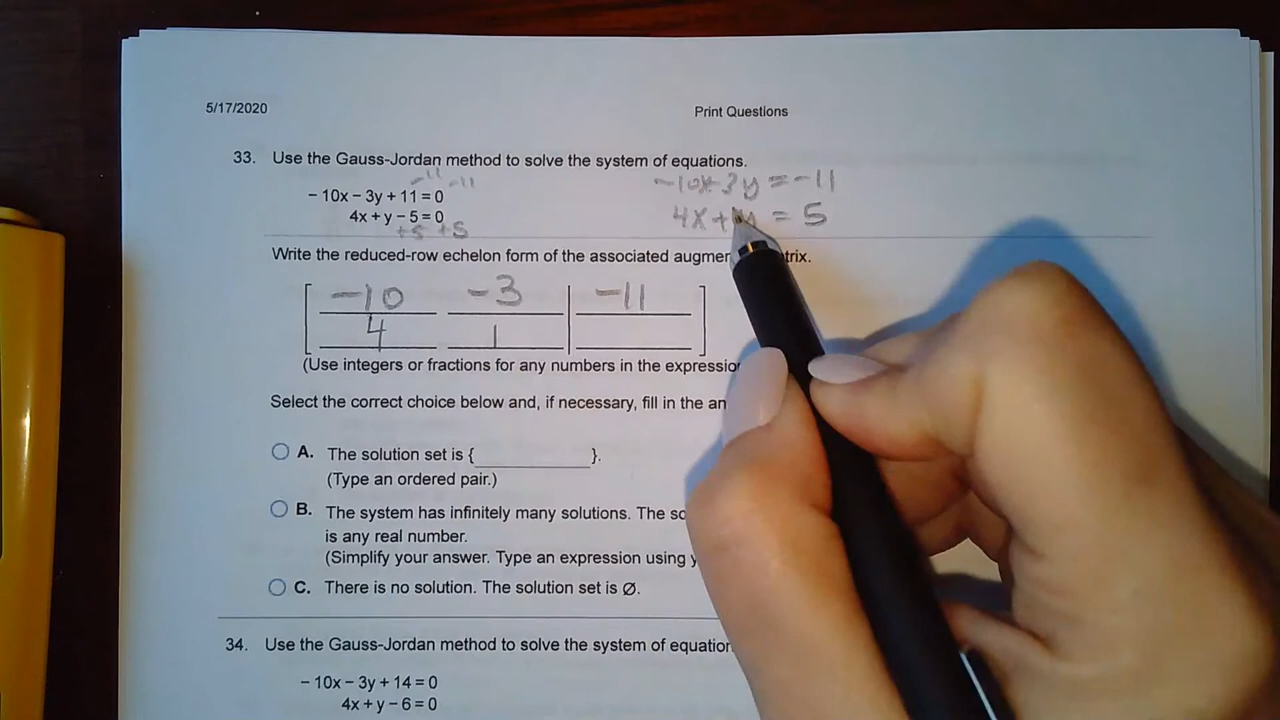 5/17/2020 Print Questions
33. Use the Gauss-Jordan method to solve the system of equations.
-11 -11
-10x-3y=-11
- 10x - 3y + 11 = 0
4x + y - 5 = 0
4x+1y = 5
+5 +5
Write the reduced-row echelon form of the associated
-10 -3 -11
4 1
(Use integers or fractions for any numbers in the
Select the correct choice below and, if necessary, fill in the
A. The solution set is { }.
(Type an ordered pair.)
B. The system has infinitely many solutions. The
is any real number.
(Simplify your answer. Type an expression using
C. There is no solution. The solution set is Ø.
34. Use the Gauss-Jordan method to solve the system of
- 10x - 3y + 14 = 0
4x + y - 6 = 0